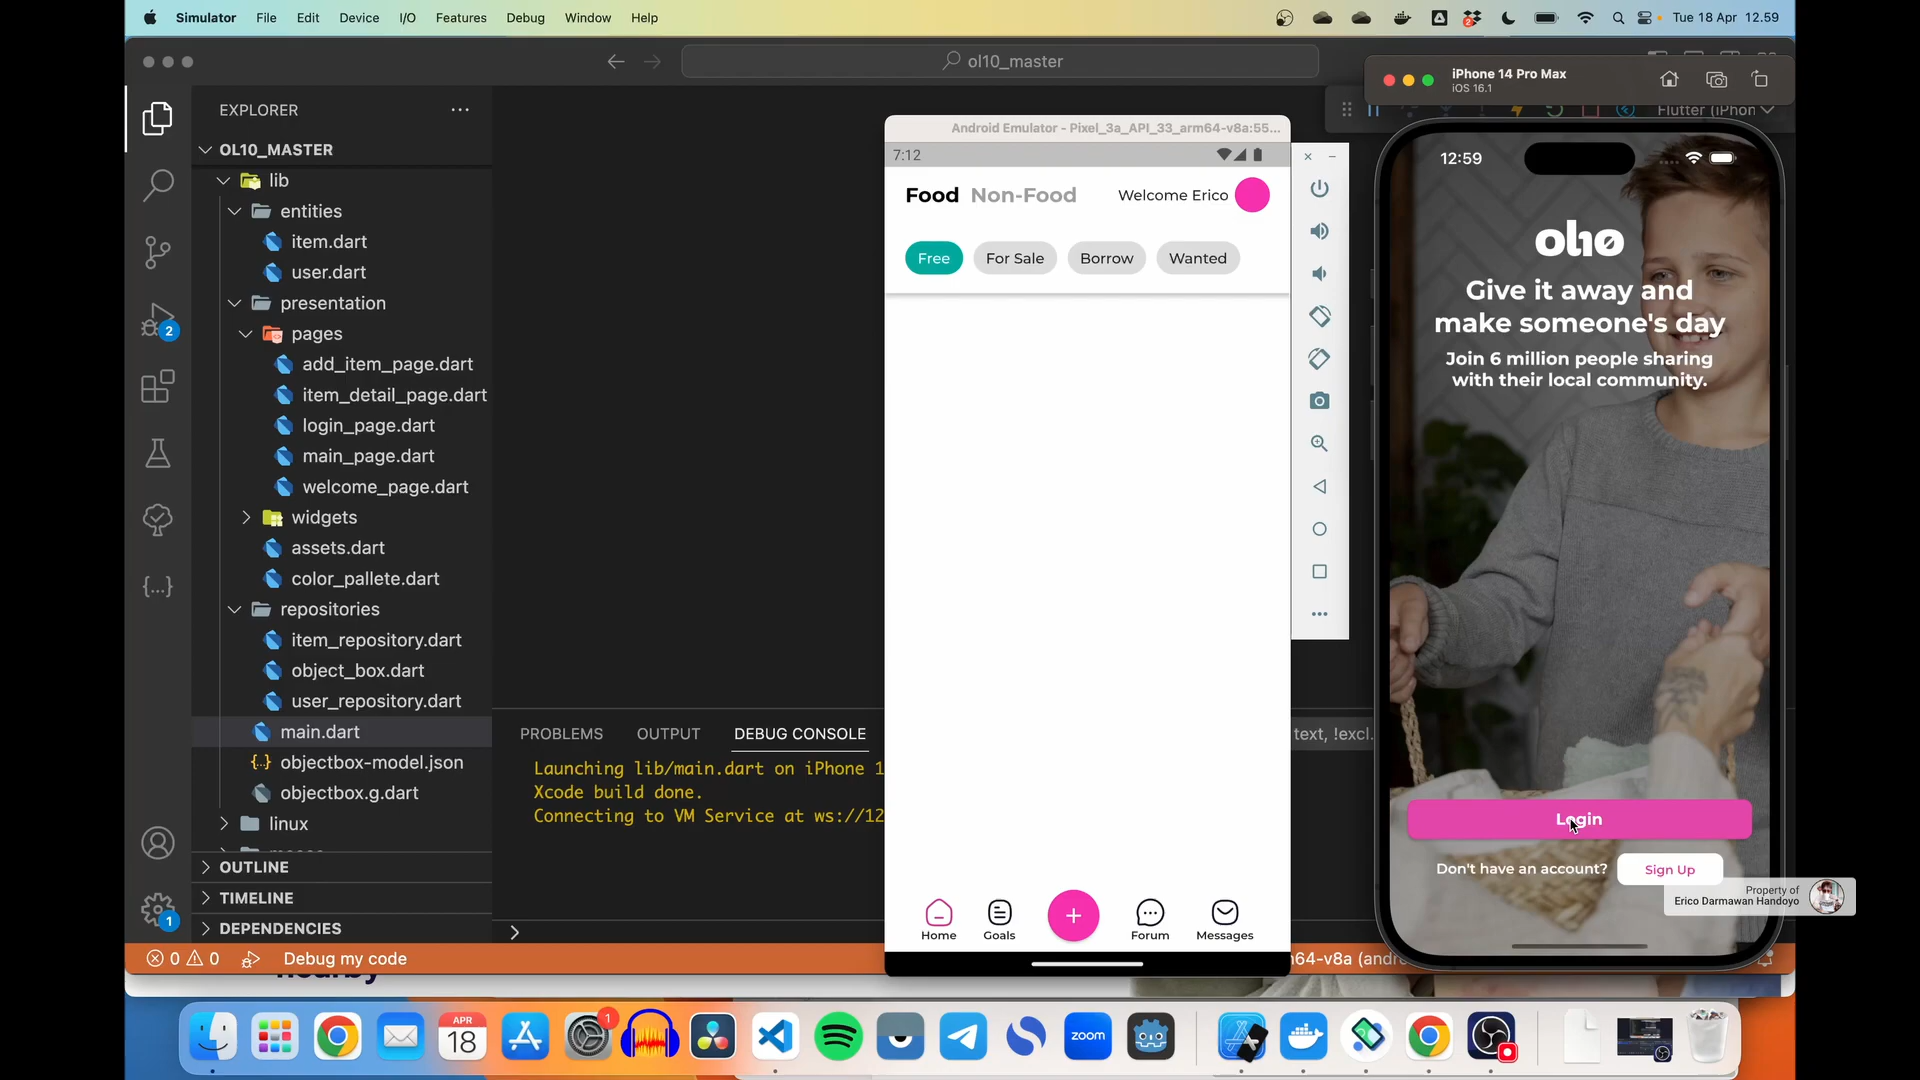 Simulator File Edit Device I/O Features Debug Window Help
2
Tue 18 Apr 12.59
ol10_master
EXPLORER
OL10_MASTER
lib
entities
item.dart
user.dart
presentation
pages
add_item_page.dart
item_detail_page.dart
login_page.dart
main_page.dart
welcome_page.dart
widgets
assets.dart
color_pallete.dart
repositories
item_repository.dart
object_box.dart
user_repository.dart
main.dart
objectbox-model.json
objectbox.g.dart
linux
OUTLINE
TIMELINE
DEPENDENCIES
2
1
0 0 Debug my code
PROBLEMS OUTPUT DEBUG CONSOLE
text, !excl.
Launching lib/main.dart on iPhone 1
Xcode build done.
Connecting to VM Service at ws://12
Android Emulator - Pixel_3a_API_33_arm64-v8a:55...
7:12
Food Non-Food Welcome Erico
Free For Sale Borrow Wanted
Home Goals + Forum Messages
iPhone 14 Pro Max
iOS 16.1
Flutter (iPhon
12:59
olio
Give it away and
make someone's day
Join 6 million people sharing
with their local community.
Login
Don't have an account? Sign Up
Property of
Erico Darmawan Handoyo
nearby
APR
18
1
zoom